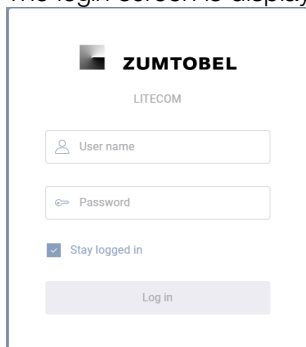 The login screen is display
ZUMTOBEL
LITECOM
User name
Password
Stay logged in
Log in